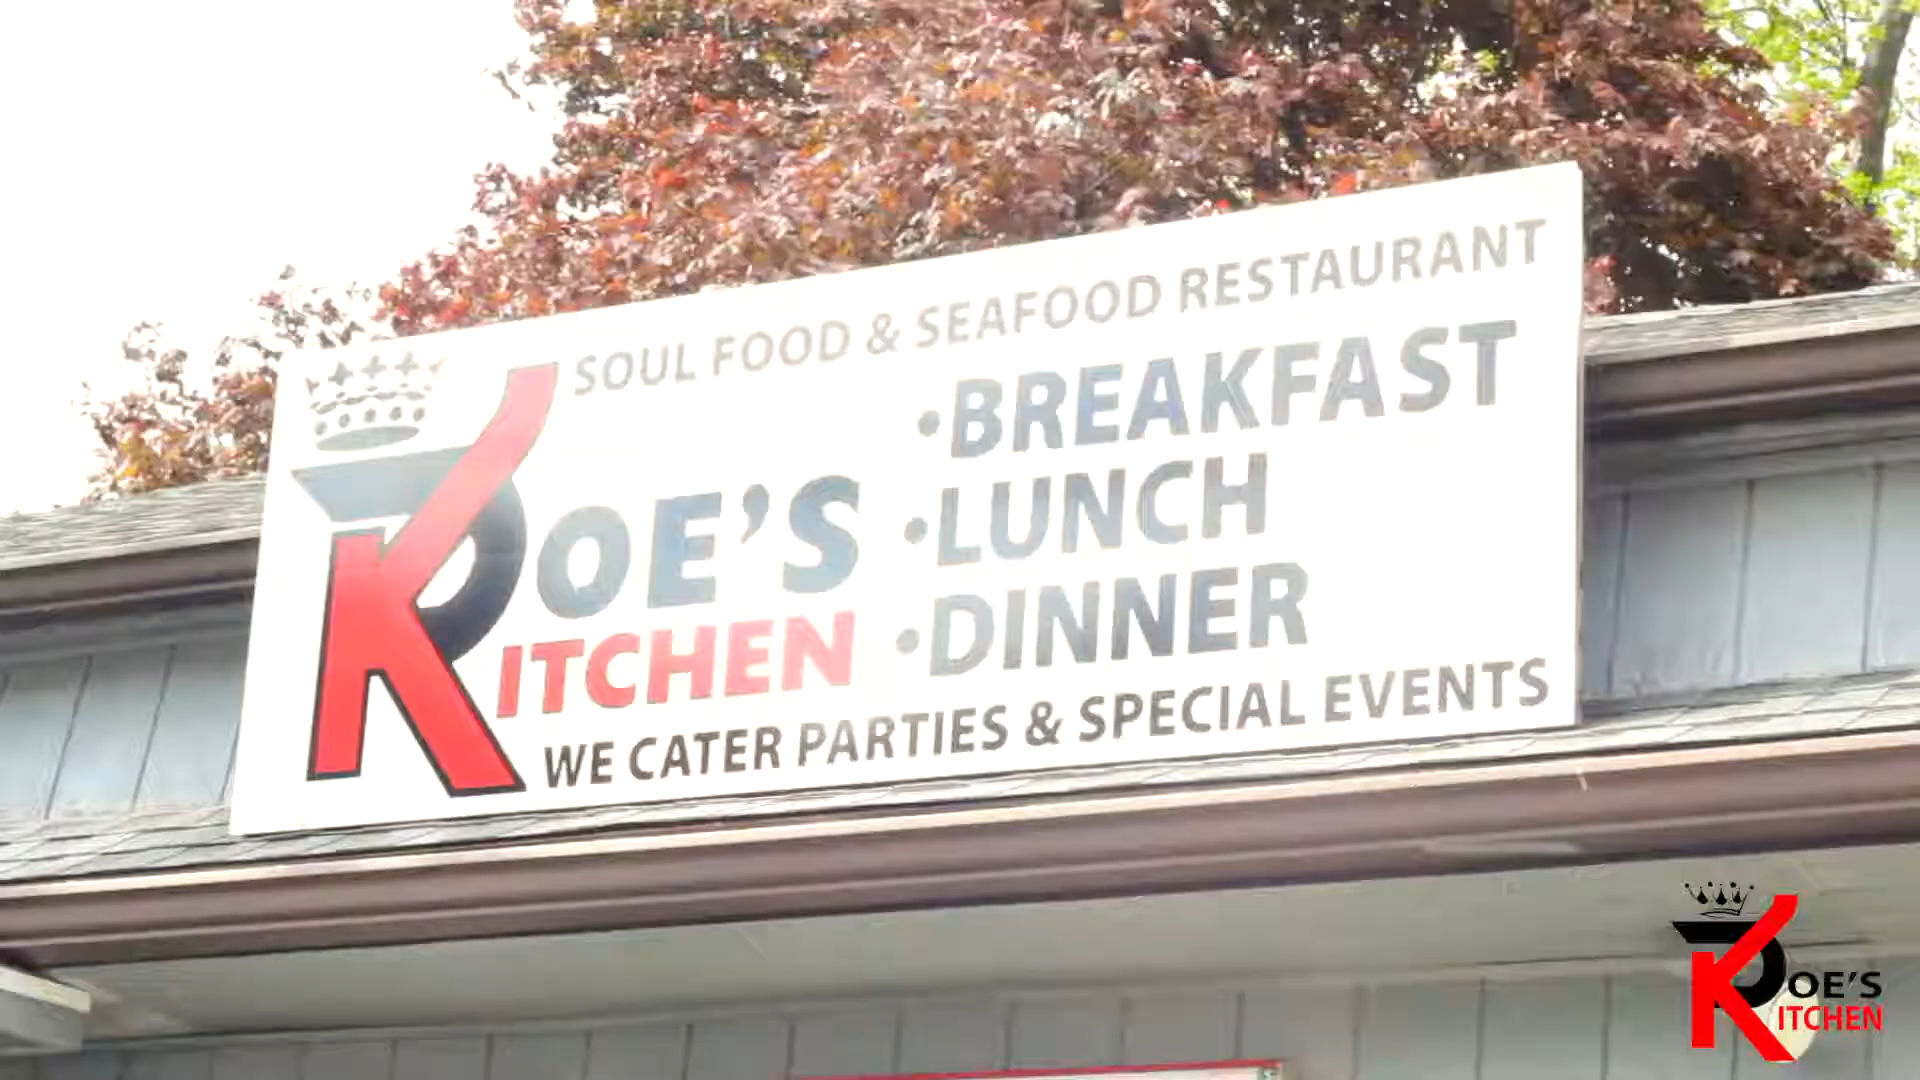 SOUL FOOD & SEAFOOD RESTAURANT
ROE'S
KITCHEN
•BREAKFAST
•LUNCH
•DINNER
WE CATER PARTIES & SPECIAL EVENTS
ROE'S
KITCHEN